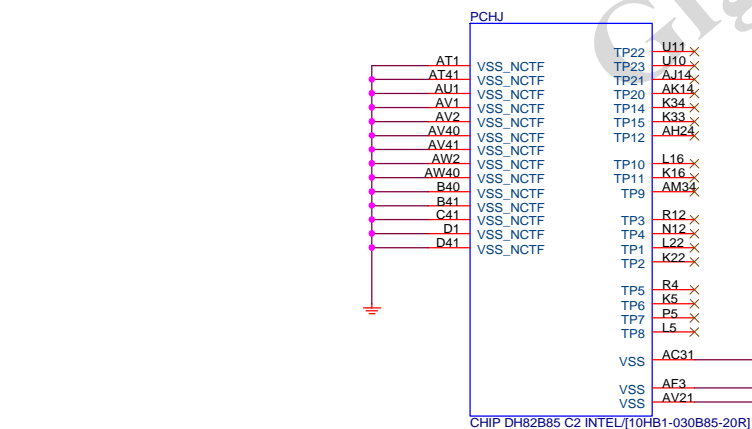 PCHJ
AT1 VSS_NCTF TP22 U11
AT41 VSS_NCTF TP23 U10
AU1 VSS_NCTF TP21 AJ14
AV1 VSS_NCTF TP20 AK14
AV2 VSS_NCTF TP14 K34
AV40 VSS_NCTF TP15 K33
AV41 VSS_NCTF TP12 AH24
AW2 VSS_NCTF TP10 L16
AW40 VSS_NCTF TP11 K16
B40 VSS_NCTF TP9 AM34
B41 VSS_NCTF
C41 VSS_NCTF TP3 R12
D1 VSS_NCTF TP4 N12
D41 VSS_NCTF TP1 L22
TP2 K22
TP5 R4
TP6 K5
TP7 P5
TP8 L5
VSS AC31
VSS AF3
VSS AV21
CHIP DH82B85 C2 INTEL/[10HB1-030B85-20R]